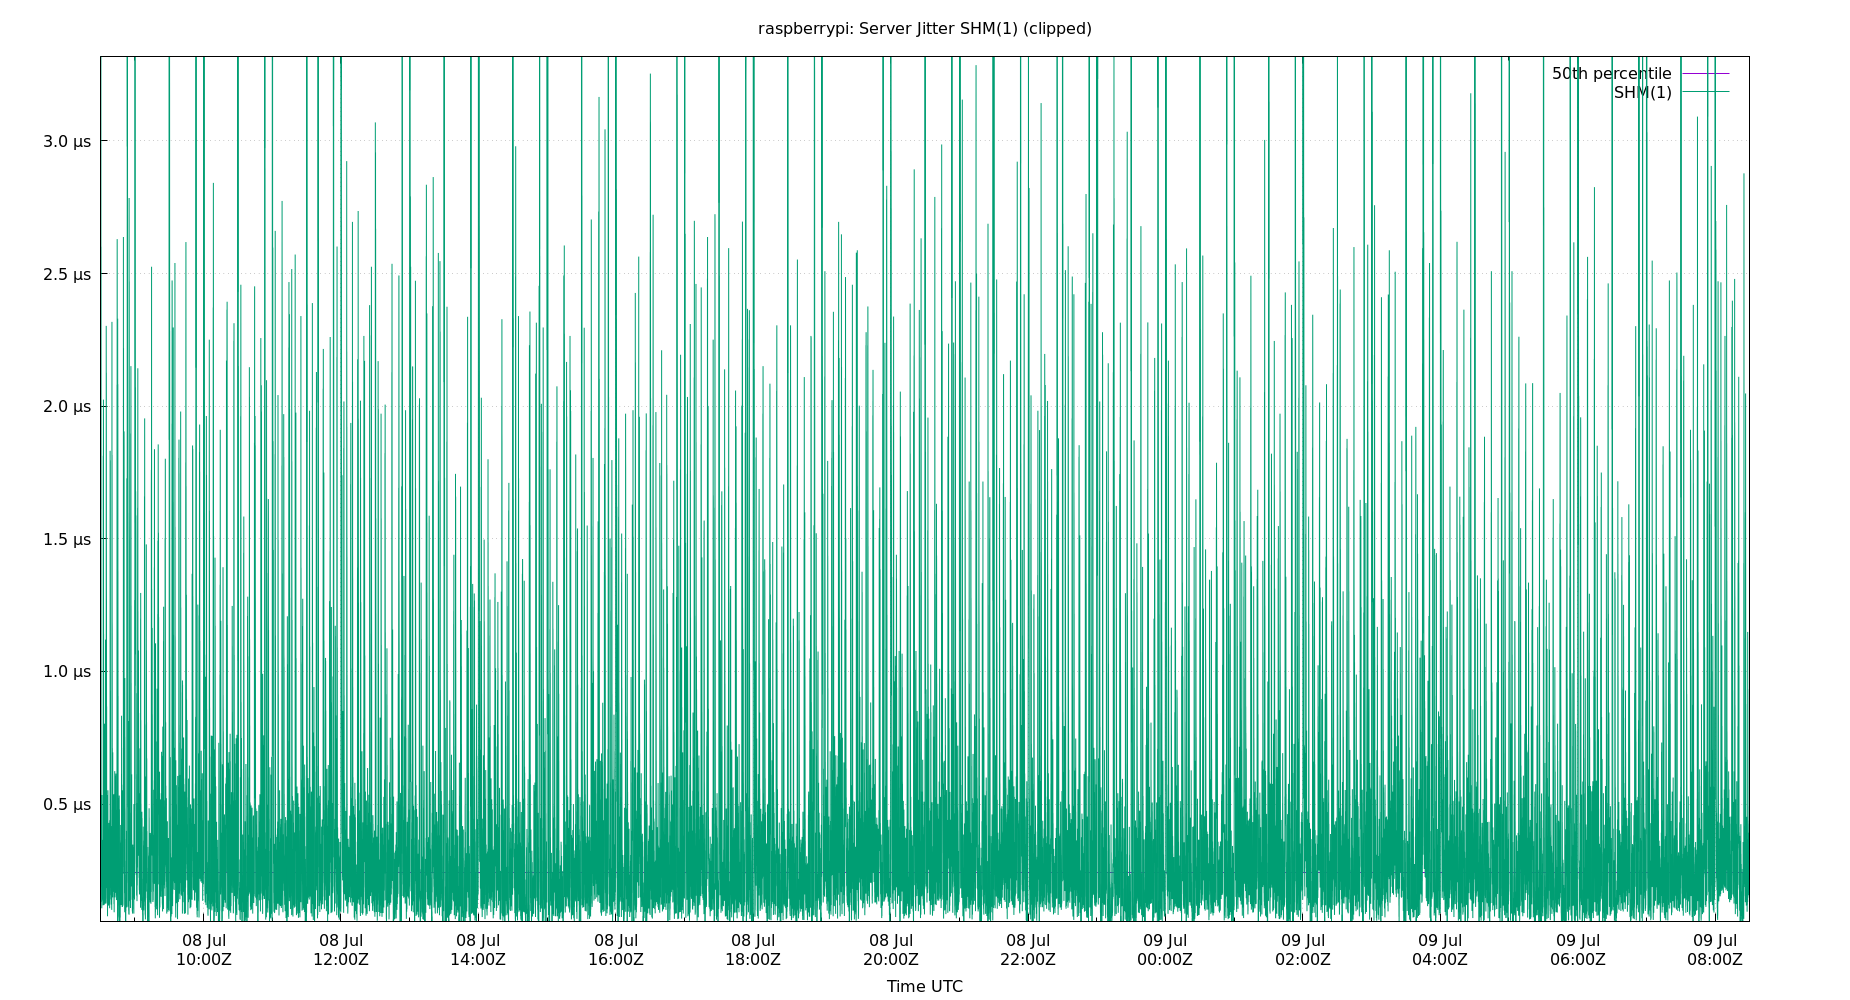 raspberrypi: Server Jitter SHM(1) (clipped)
50th percentile
SHM(1)
3.0 µs
2.5 µs
2.0 µs
1.5 µs
1.0 µs
0.5 µs
08 Jul 08 Jul 08 Jul 08 Jul 08 Jul 08 Jul 08 Jul 09 Jul 09 Jul 09 Jul 09 Jul 09 Jul
10:00Z 12:00Z 14:00Z 16:00Z 18:00Z 20:00Z 22:00Z 00:00Z 02:00Z 04:00Z 06:00Z 08:00Z
Time UTC